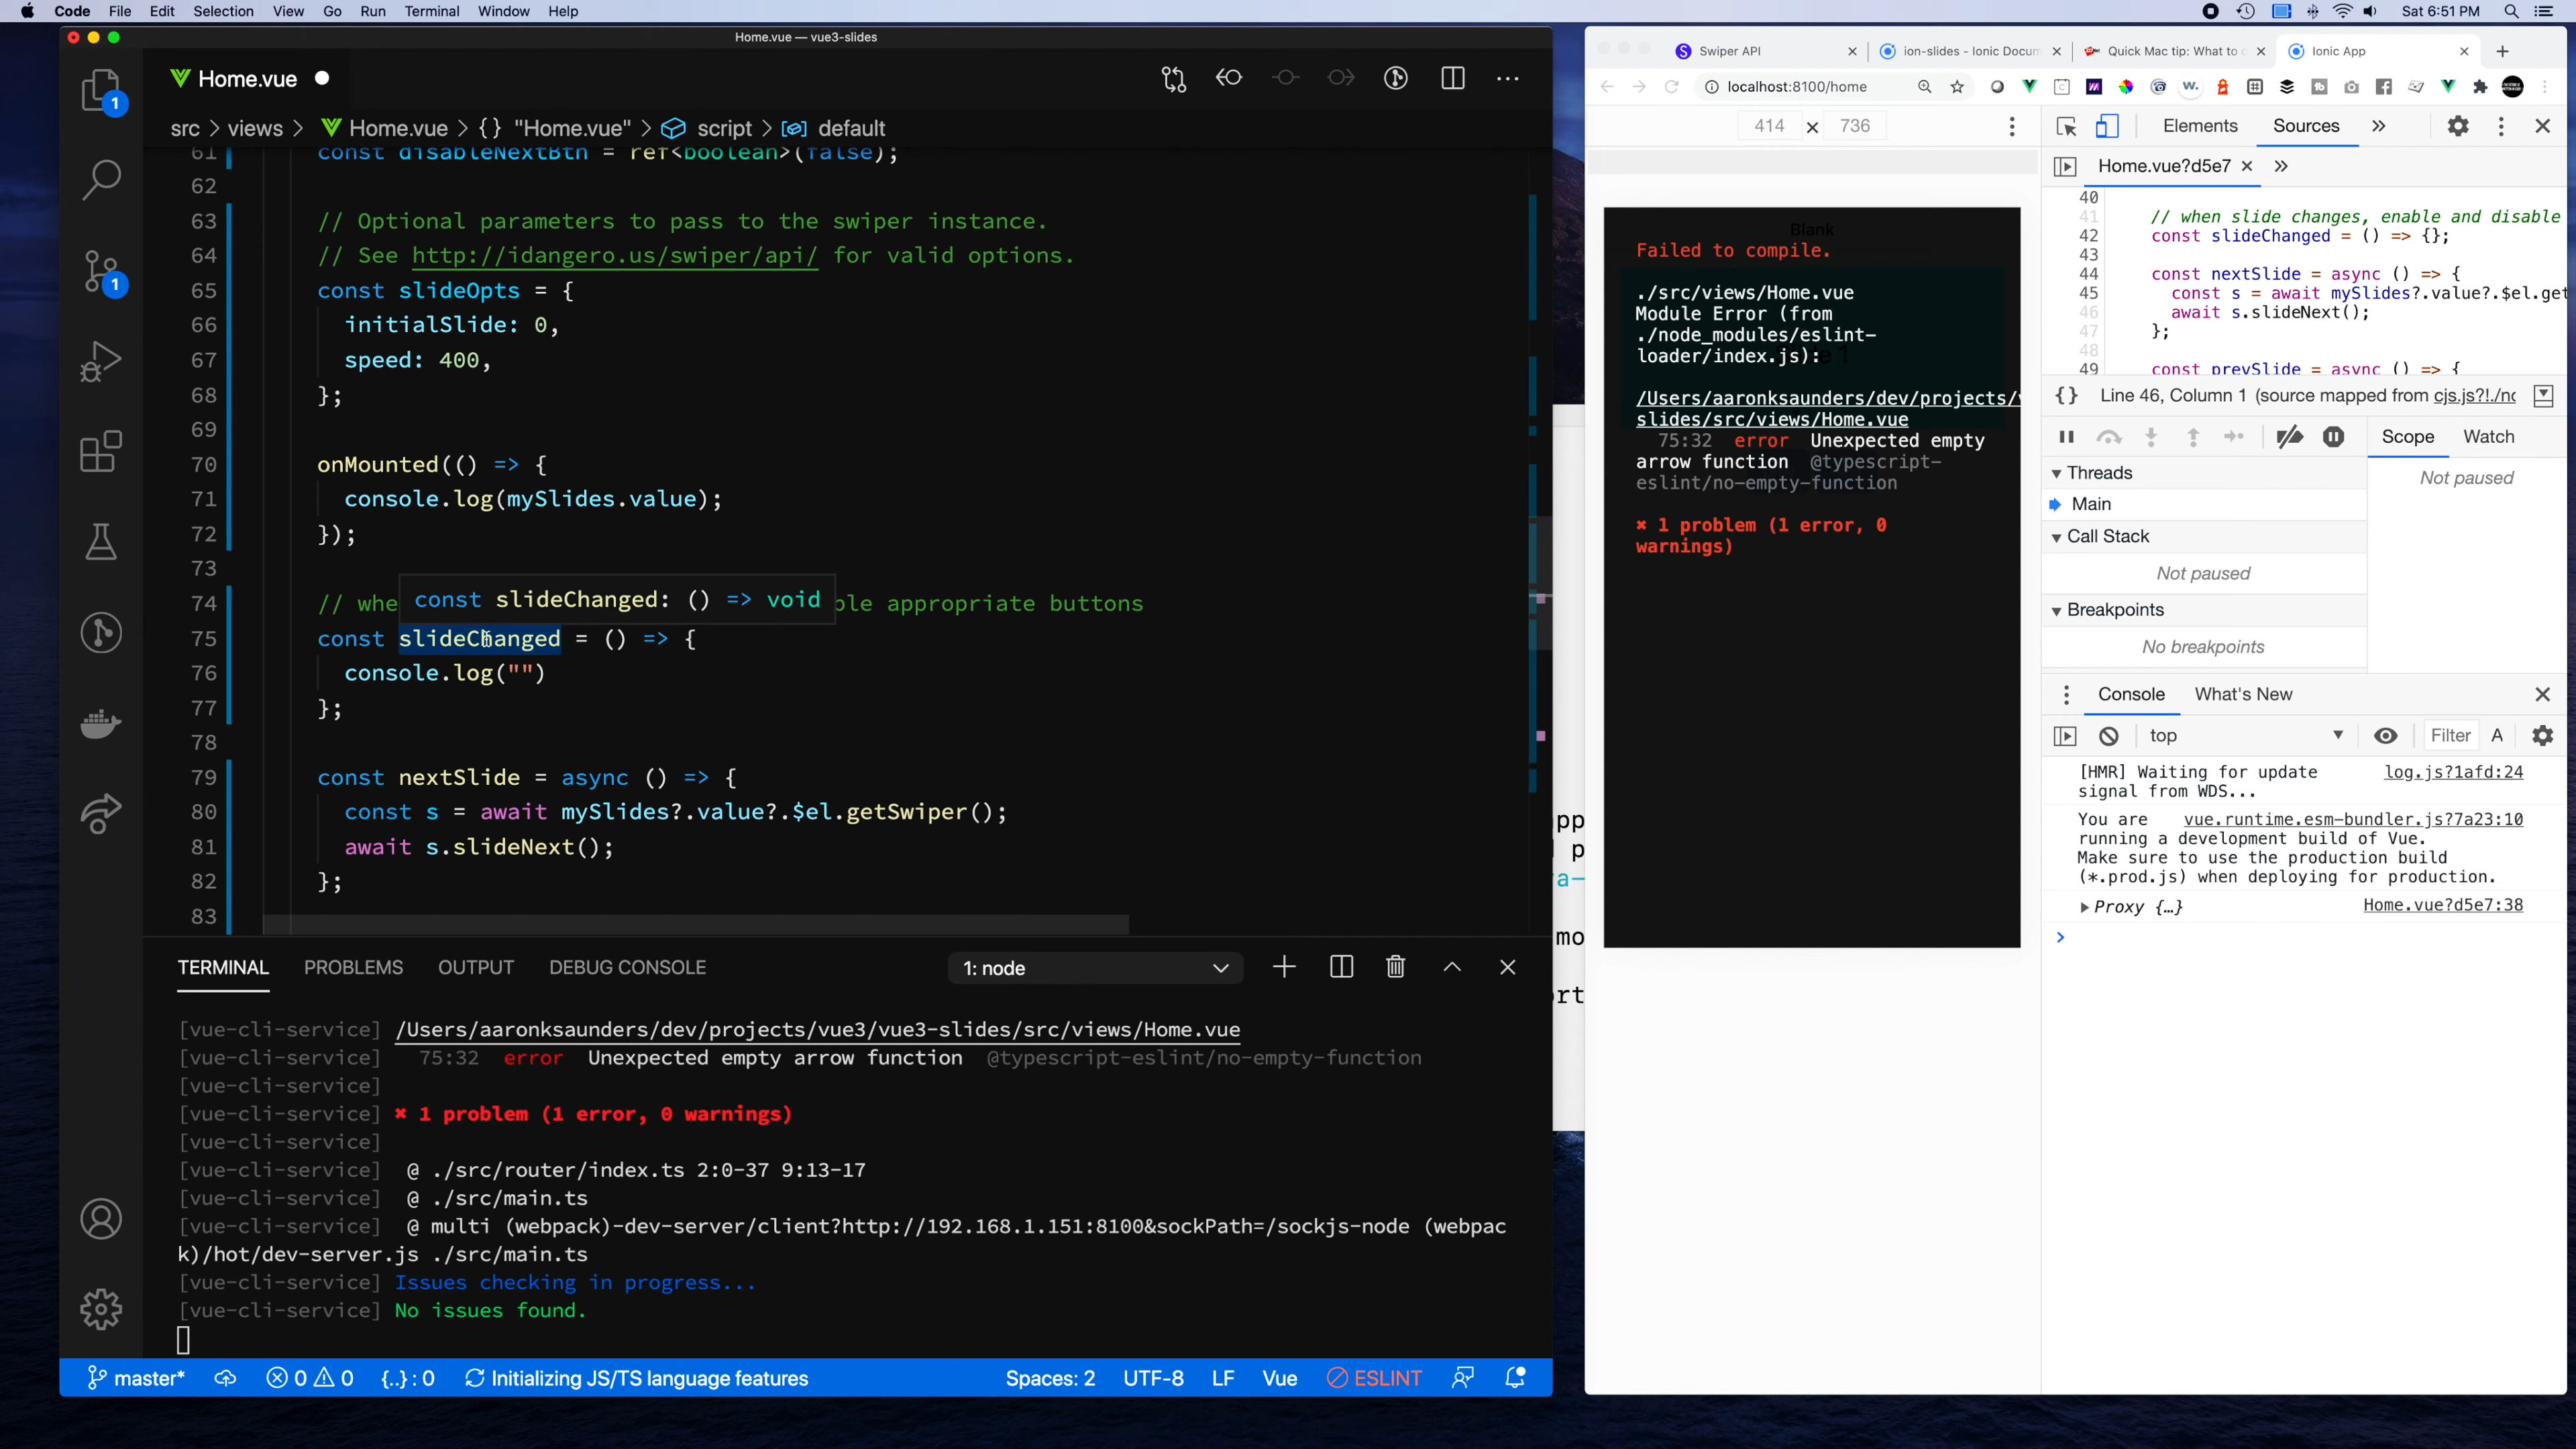 Code File Edit Selection View Go Run Terminal Window Help
Sat 6:51 PM
Home.vue — vue3-slides
Home.vue
src > views > Home.vue > {} "Home.vue" > script > default
61 const disableNextBtn = ref<boolean>(false);
62
63 // Optional parameters to pass to the swiper instance.
64 // See http://idangero.us/swiper/api/ for valid options.
65 const slideOpts = {
66 initialSlide: 0,
67 speed: 400,
68 };
69
70 onMounted(() => {
71 console.log(mySlides.value);
72 });
73
const slideChanged: () => void
74 // whe ble appropriate buttons
75 const slideChanged = () => {
76 console.log("")
77 };
78
79 const nextSlide = async () => {
80 const s = await mySlides?.value?.$el.getSwiper();
81 await s.slideNext();
82 };
83
1
1
TERMINAL PROBLEMS OUTPUT DEBUG CONSOLE 1: node
[vue-cli-service] /Users/aaronksaunders/dev/projects/vue3/vue3-slides/src/views/Home.vue
[vue-cli-service] 75:32 error Unexpected empty arrow function @typescript-eslint/no-empty-function
[vue-cli-service]
[vue-cli-service] ✖ 1 problem (1 error, 0 warnings)
[vue-cli-service]
[vue-cli-service] @ ./src/router/index.ts 2:0-37 9:13-17
[vue-cli-service] @ ./src/main.ts
[vue-cli-service] @ multi (webpack)-dev-server/client?http://192.168.1.151:8100&sockPath=/sockjs-node (webpac
k)/hot/dev-server.js ./src/main.ts
[vue-cli-service] Issues checking in progress...
[vue-cli-service] No issues found.
master* 0 0 {..} : 0 Initializing JS/TS language features Spaces: 2 UTF-8 LF Vue ESLINT
app
p
a-
mo
ort
Swiper API ion-slides - Ionic Docum Quick Mac tip: What to Ionic App
localhost:8100/home
414 × 736
Blank
Failed to compile.
./src/views/Home.vue
Module Error (from
./node_modules/eslint-
loader/index.js):
/Users/aaronksaunders/dev/projects/
slides/src/views/Home.vue
75:32 error Unexpected empty
arrow function @typescript-
eslint/no-empty-function
✖ 1 problem (1 error, 0
warnings)
Elements Sources »
Home.vue?d5e7 × »
40
41 // when slide changes, enable and disable
42 const slideChanged = () => {};
43
44 const nextSlide = async () => {
45 const s = await mySlides?.value?.$el.get
46 await s.slideNext();
47 };
48
49 const prevSlide = async () => {
{} Line 46, Column 1 (source mapped from cjs.js?!./no
Scope Watch
Threads
Not paused
Main
Call Stack
Not paused
Breakpoints
No breakpoints
Console What's New
top Filter A
[HMR] Waiting for update log.js?1afd:24
signal from WDS...
You are vue.runtime.esm-bundler.js?7a23:10
running a development build of Vue.
Make sure to use the production build
(*.prod.js) when deploying for production.
Proxy {…} Home.vue?d5e7:38